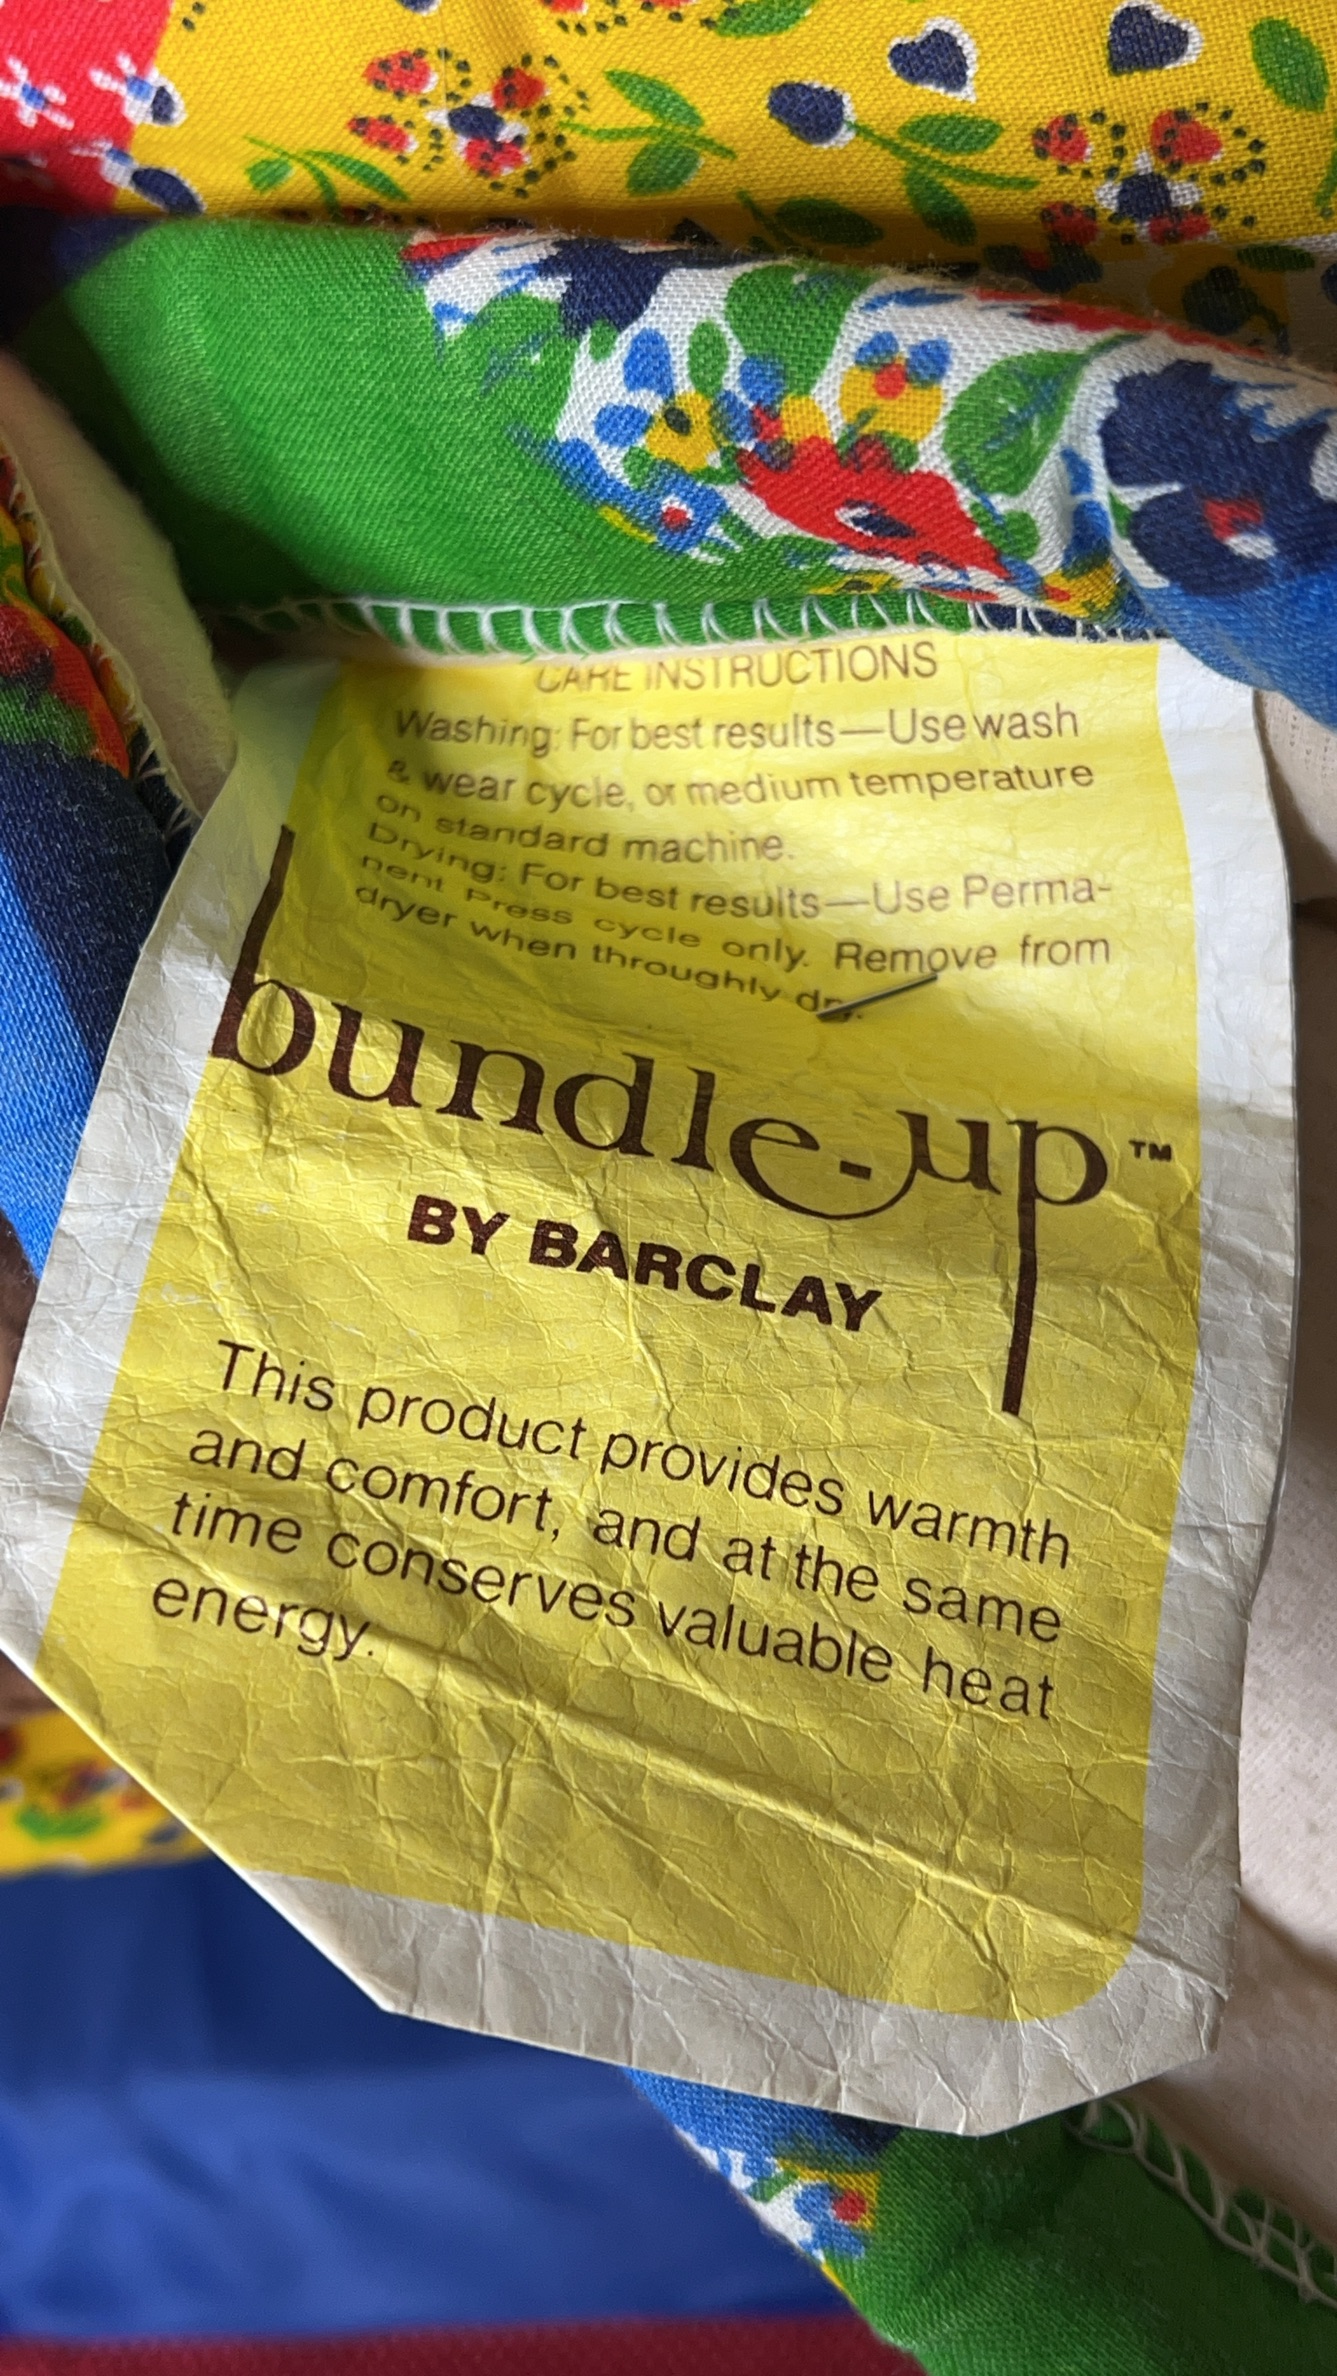 CARE INSTRUCTIONS
Washing: For best results—Use wash
& wear cycle, or medium temperature
on standard machine.
Drying: For best results—Use Perma-
nent Press cycle only. Remove from
dryer when throughly dry.
bundle-up™
BY BARCLAY
This product provides warmth
and comfort, and at the same
time conserves valuable heat
energy.